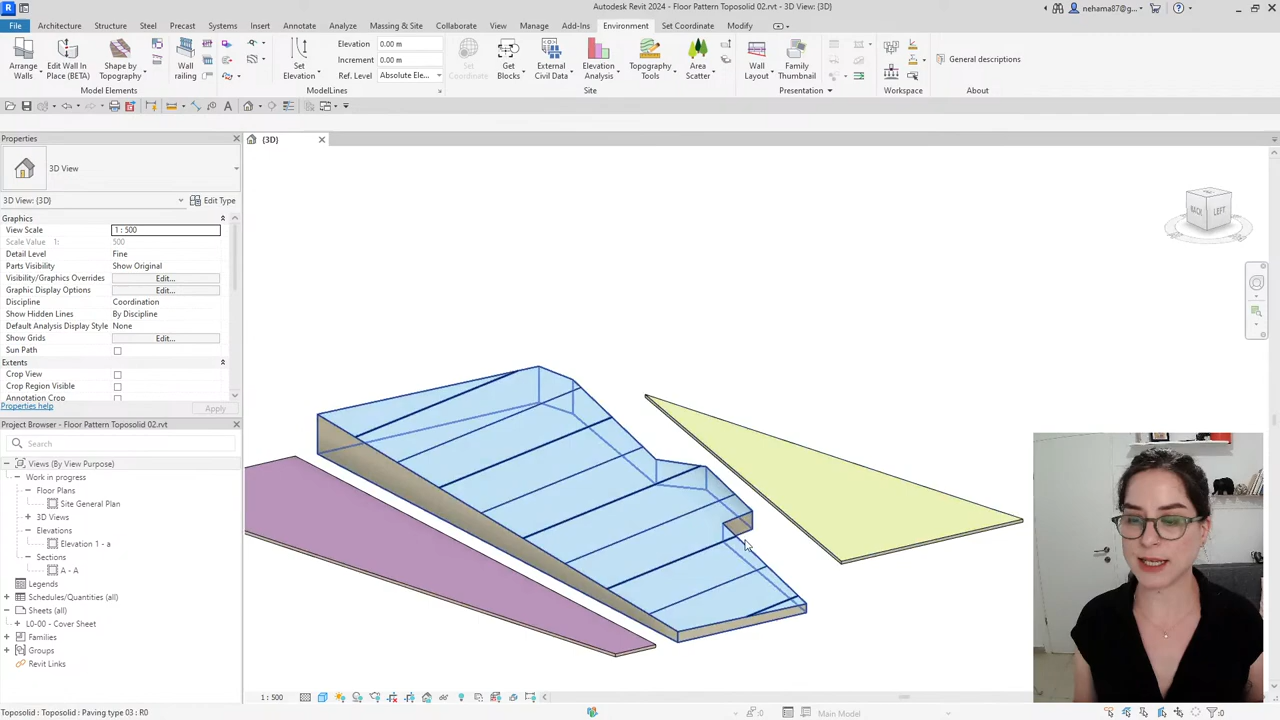 Autodesk Revit 2024 - Floor Pattern Toposolid 02.rvt - 3D View: {3D}
nehama87@g...
File Architecture Structure Steel Precast Systems Insert Annotate Analyze Massing & Site Collaborate View Manage Add-Ins Environment Set Coordinate Modify
Arrange Walls
Edit Wall In Place (BETA)
Shape by Topography
Wall railing
Model Elements
Set Elevation
Elevation 0.00 m
Increment 0.00 m
Ref. Level Absolute Ele...
ModelLines
Set Coordinate
Get Blocks
External Civil Data
Elevation Analysis
Topography Tools
Area Scatter
Site
Wall Layout
Family Thumbnail
Presentation
Workspace
General descriptions
About
Properties
{3D}
3D View
3D View: {3D}
Edit Type
Graphics
View Scale 1 : 500
Scale Value 1: 500
Detail Level Fine
Parts Visibility Show Original
Visibility/Graphics Overrides Edit...
Graphic Display Options Edit...
Discipline Coordination
Show Hidden Lines By Discipline
Default Analysis Display Style None
Show Grids Edit...
Sun Path
Extents
Crop View
Crop Region Visible
Annotation Crop
Properties help
Apply
Project Browser - Floor Pattern Toposolid 02.rvt
Search
Views (By View Purpose)
Work in progress
Floor Plans
Site General Plan
3D Views
Elevations
Elevation 1 - a
Sections
A - A
Legends
Schedules/Quantities (all)
Sheets (all)
L0-00 - Cover Sheet
Families
Groups
Revit Links
BACK
LEFT
1 : 500
Toposolid : Toposolid : Paving type 03 : R0
:0
Main Model
:0